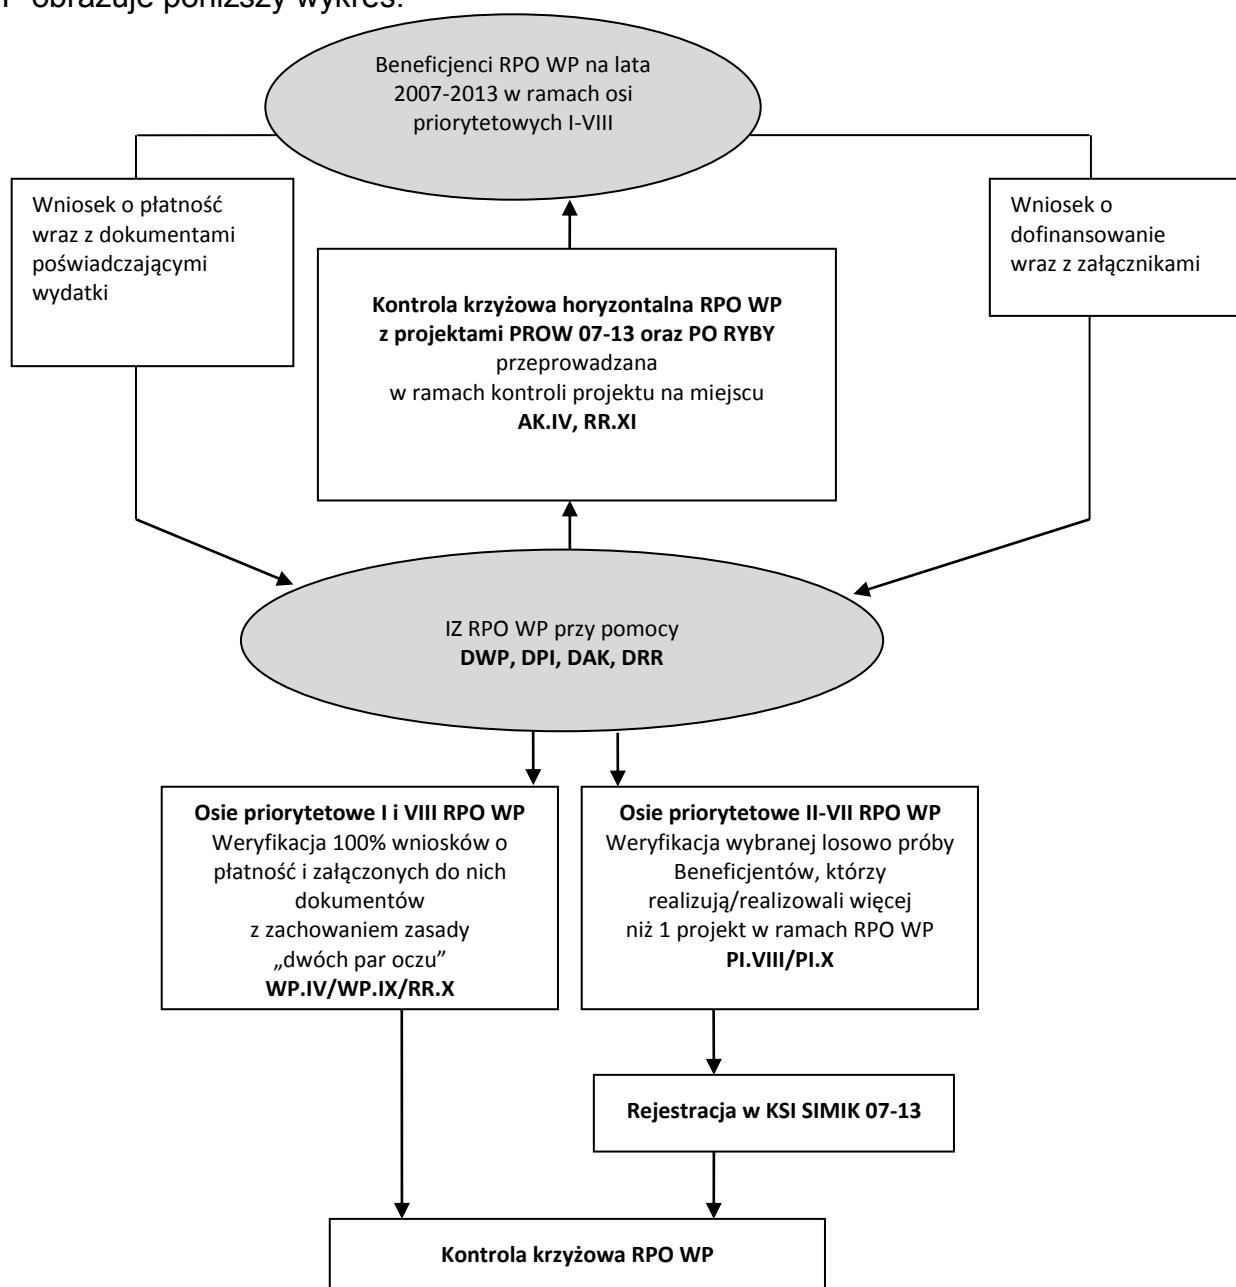 obrazuje poniższy wykres:
Beneficjenci RPO WP na lata
2007-2013 w ramach osi
priorytetowych I-VIII
Wniosek o płatność
wraz z dokumentami
poświadczającymi
wydatki
Wniosek o
dofinansowanie
wraz z załącznikami
Kontrola krzyżowa horyzontalna RPO WP
z projektami PROW 07-13 oraz PO RYBY
przeprowadzana
w ramach kontroli projektu na miejscu
AK.IV, RR.XI
IZ RPO WP przy pomocy
DWP, DPI, DAK, DRR
Osie priorytetowe I i VIII RPO WP
Weryfikacja 100% wniosków o
płatność i załączonych do nich
dokumentów
z zachowaniem zasady
„dwóch par oczu”
WP.IV/WP.IX/RR.X
Osie priorytetowe II-VII RPO WP
Weryfikacja wybranej losowo próby
Beneficjentów, którzy
realizują/realizowali więcej
niż 1 projekt w ramach RPO WP
PI.VIII/PI.X
Rejestracja w KSI SIMIK 07-13
Kontrola krzyżowa RPO WP